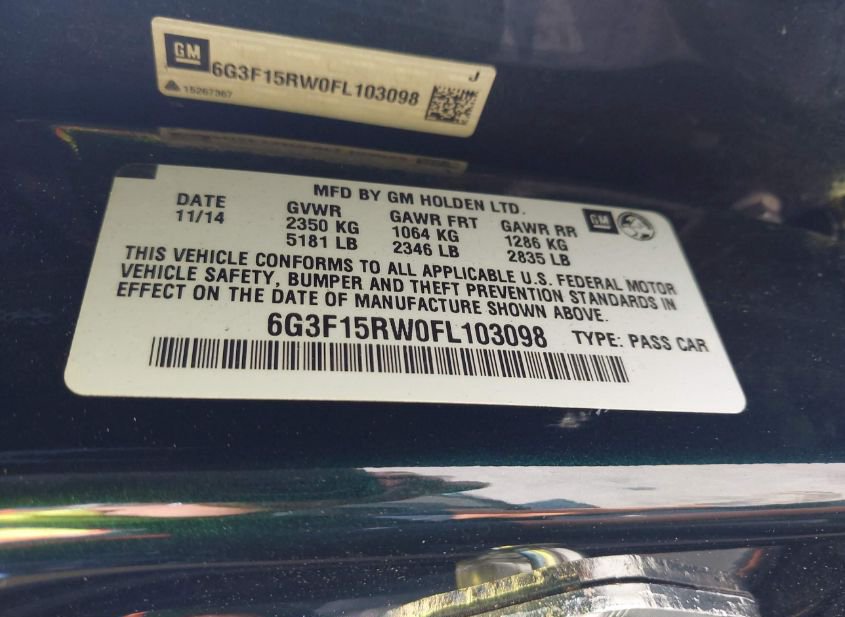 GM
J
6G3F15RW0FL103098
15267367
MFD BY GM HOLDEN LTD.
DATE GVWR GAWR FRT GAWR RR GM
11/14 2350 KG 1064 KG 1286 KG
5181 LB 2346 LB 2835 LB
THIS VEHICLE CONFORMS TO ALL APPLICABLE U.S. FEDERAL MOTOR
VEHICLE SAFETY, BUMPER AND THEFT PREVENTION STANDARDS IN
EFFECT ON THE DATE OF MANUFACTURE SHOWN ABOVE.
6G3F15RW0FL103098 TYPE: PASS CAR